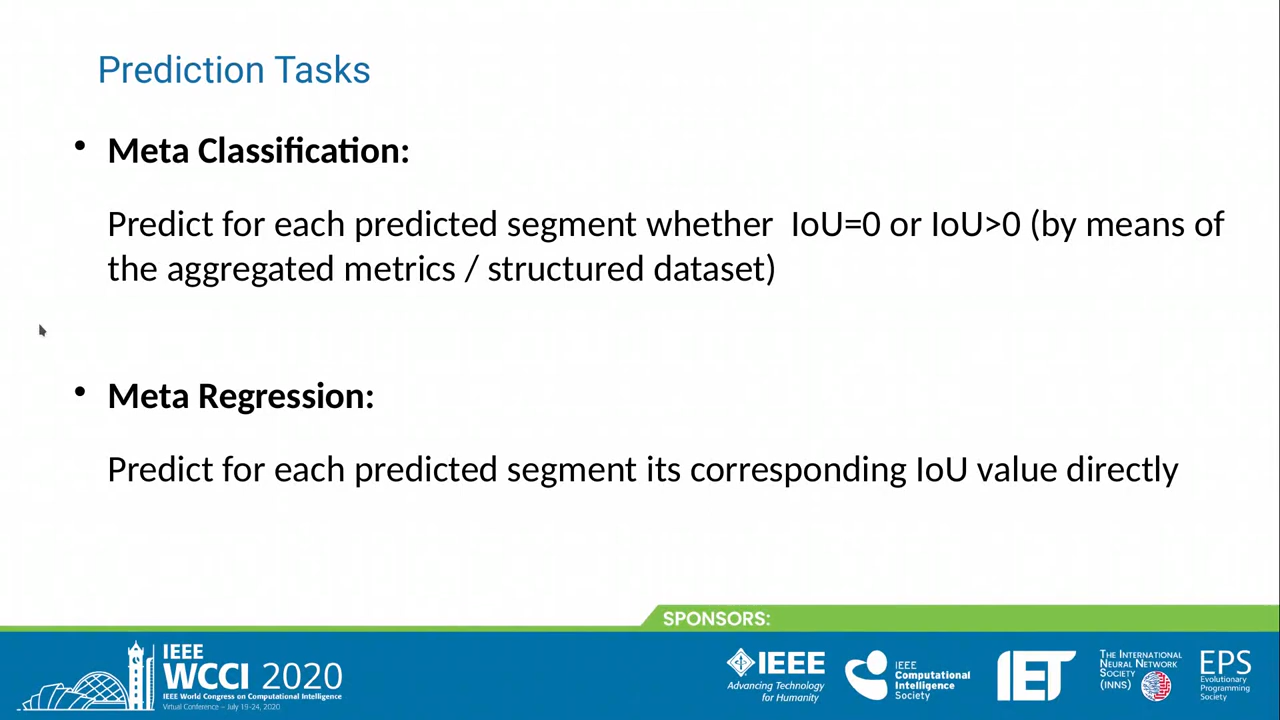 Prediction Tasks
• Meta Classification:
Predict for each predicted segment whether IoU=0 or IoU>0 (by means of
the aggregated metrics / structured dataset)
• Meta Regression:
Predict for each predicted segment its corresponding IoU value directly
SPONSORS:
IEEE
WCCI 2020
IEEE World Congress on Computational Intelligence
Virtual Conference – July 19-24, 2020
IEEE
Advancing Technology
for Humanity
IEEE
Computational
Intelligence
Society
IET
The International
Neural Network
Society
(INNS)
EPS
Evolutionary
Programming
Society